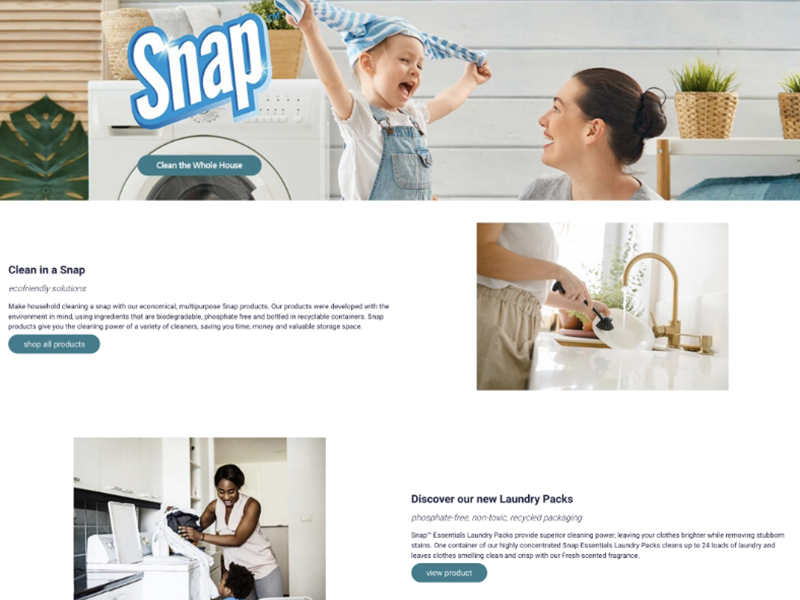 Snap™
Clean the Whole House
Clean in a Snap
ecofriendly solutions
Make household cleaning a snap with our economical, multipurpose Snap products. Our products were developed with the
environment in mind, using ingredients that are biodegradable, phosphate free and bottled in recyclable containers. Snap
products give you the cleaning power of a variety of cleaners, saving you time, money and valuable storage space.
shop all products
Discover our new Laundry Packs
phosphate-free, non-toxic, recycled packaging
Snap™ Essentials Laundry Packs provide superior cleaning power, leaving your clothes brighter while removing stubborn
stains. One container of our highly concentrated Snap Essentials Laundry Packs cleans up to 24 loads of laundry and
leaves clothes smelling clean and crisp with our Fresh-scented fragrance.
view product